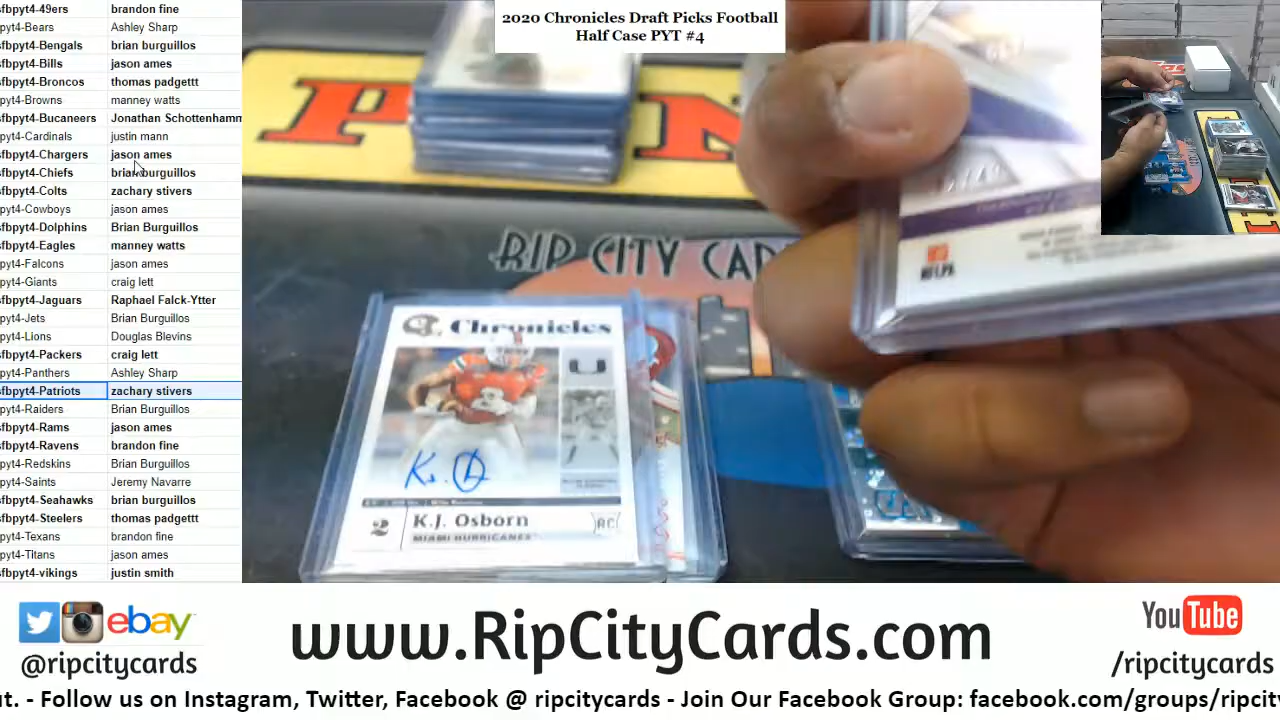 2020 Chronicles Draft Picks Football
Half Case PYT #4
fbpyt4-49ers brandon fine
pyt4-Bears Ashley Sharp
fbpyt4-Bengals brian burguillos
fbpyt4-Bills jason ames
fbpyt4-Broncos thomas padgettt
pyt4-Browns manney watts
fbpyt4-Bucaneers Jonathan Schottenhamm
pyt4-Cardinals justin mann
fbpyt4-Chargers jason ames
fbpyt4-Chiefs brian burguillos
fbpyt4-Colts zachary stivers
pyt4-Cowboys jason ames
fbpyt4-Dolphins Brian Burguillos
fbpyt4-Eagles manney watts
pyt4-Falcons jason ames
pyt4-Giants craig lett
fbpyt4-Jaguars Raphael Falck-Ytter
pyt4-Jets Brian Burguillos
pyt4-Lions Douglas Blevins
fbpyt4-Packers craig lett
pyt4-Panthers Ashley Sharp
fbpyt4-Patriots zachary stivers
pyt4-Raiders Brian Burguillos
fbpyt4-Rams jason ames
fbpyt4-Ravens brandon fine
pyt4-Redskins Brian Burguillos
pyt4-Saints Jeremy Navarre
fbpyt4-Seahawks brian burguillos
fbpyt4-Steelers thomas padgettt
pyt4-Texans brandon fine
pyt4-TItans jason ames
fbpyt4-vikings justin smith
RIP CITY CAR
Chronicles
2 K.J. Osborn RC
MIAMI HURRICANES
NFLPA
ebay
@ripcitycards
www.RipCityCards.com
YouTube
/ripcitycards
ut. - Follow us on Instagram, Twitter, Facebook @ ripcitycards - Join Our Facebook Group: facebook.com/groups/ripcit